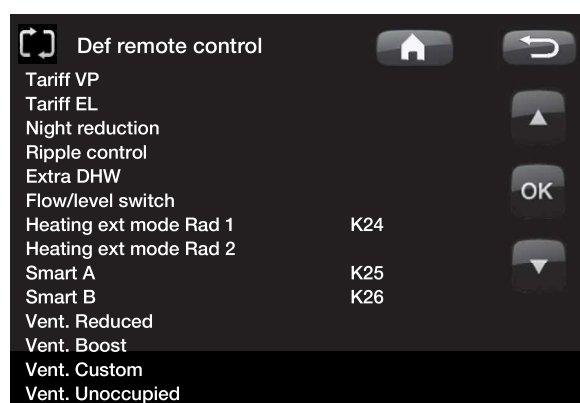 Def remote control
Tariff VP
Tariff EL
Night reduction
Ripple control
Extra DHW
OK
Flow/level switch
Heating ext mode Rad 1 K24
Heating ext mode Rad 2
Smart A K25
Smart B K26
Vent. Reduced
Vent. Boost
Vent. Custom
Vent. Unoccupied